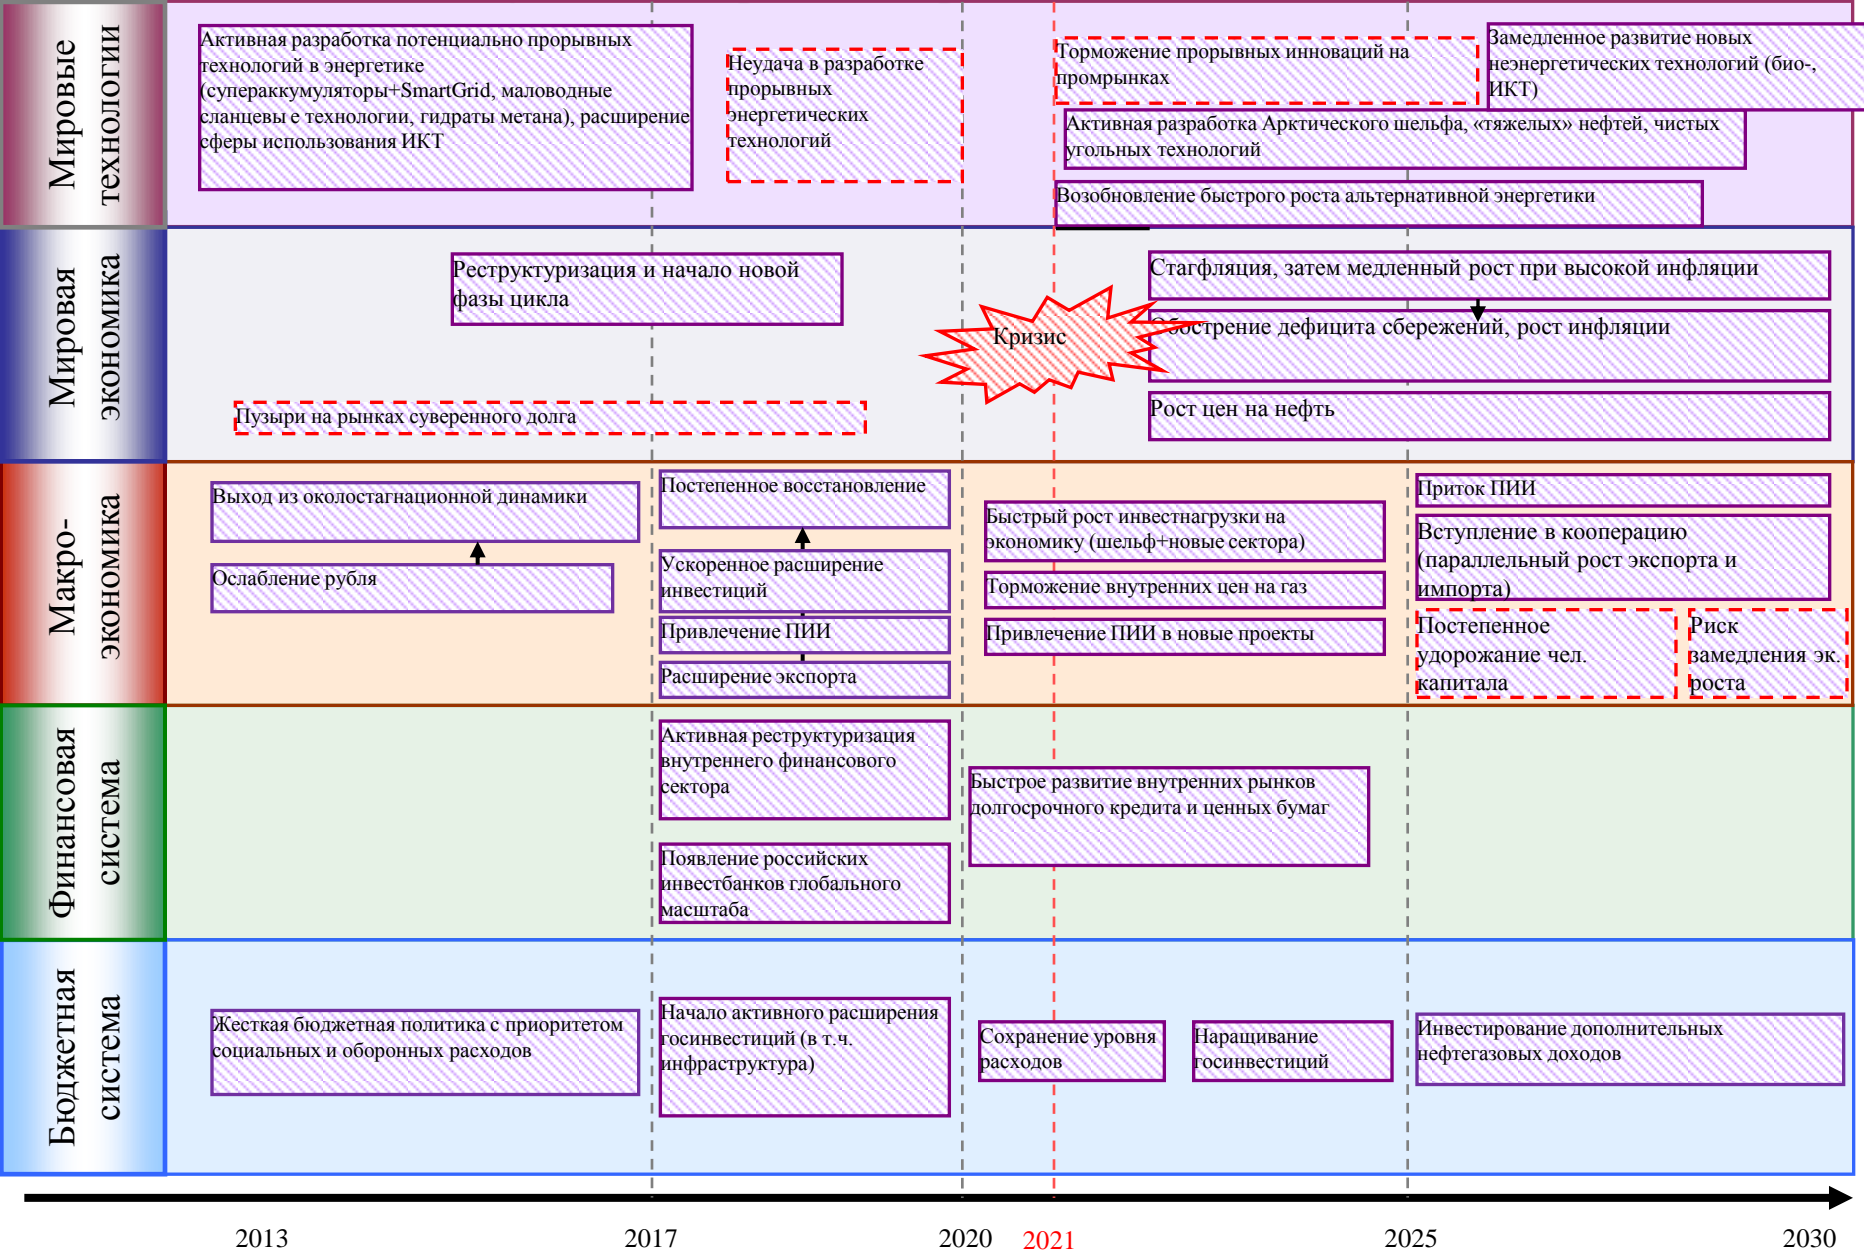 Мировые
технологии
Активная разработка потенциально прорывных
технологий в энергетике
(супераккумуляторы+SmartGrid, маловодные
сланцевы е технологии, гидраты метана), расширение
сферы использования ИКТ
Неудача в разработке
прорывных
энергетических
технологий
Торможение прорывных инноваций на
промрынках
Замедленное развитие новых
неэнергетических технологий (био-,
ИКТ)
Активная разработка Арктического шельфа, «тяжелых» нефтей, чистых
угольных технологий
Возобновление быстрого роста альтернативной энергетики
Мировая
экономика
Реструктуризация и начало новой
фазы цикла
Пузыри на рынках суверенного долга
Кризис
Стагфляция, затем медленный рост при высокой инфляции
Обострение дефицита сбережений, рост инфляции
Рост цен на нефть
Макро-
экономика
Выход из околостагнационной динамики
Ослабление рубля
Постепенное восстановление
Ускоренное расширение
инвестиций
Привлечение ПИИ
Расширение экспорта
Быстрый рост инвестнагрузки на
экономику (шельф+новые сектора)
Торможение внутренних цен на газ
Привлечение ПИИ в новые проекты
Приток ПИИ
Вступление в кооперацию
(параллельный рост экспорта и
импорта)
Постепенное
удорожание чел.
капитала
Риск
замедления эк.
роста
Финансовая
система
Активная реструктуризация
внутреннего финансового
сектора
Появление российских
инвестбанков глобального
масштаба
Быстрое развитие внутренних рынков
долгосрочного кредита и ценных бумаг
Бюджетная
система
Жесткая бюджетная политика с приоритетом
социальных и оборонных расходов
Начало активного расширения
госинвестиций (в т.ч.
инфраструктура)
Сохранение уровня
расходов
Наращивание
госинвестиций
Инвестирование дополнительных
нефтегазовых доходов
2013
2017
2020
2021
2025
2030